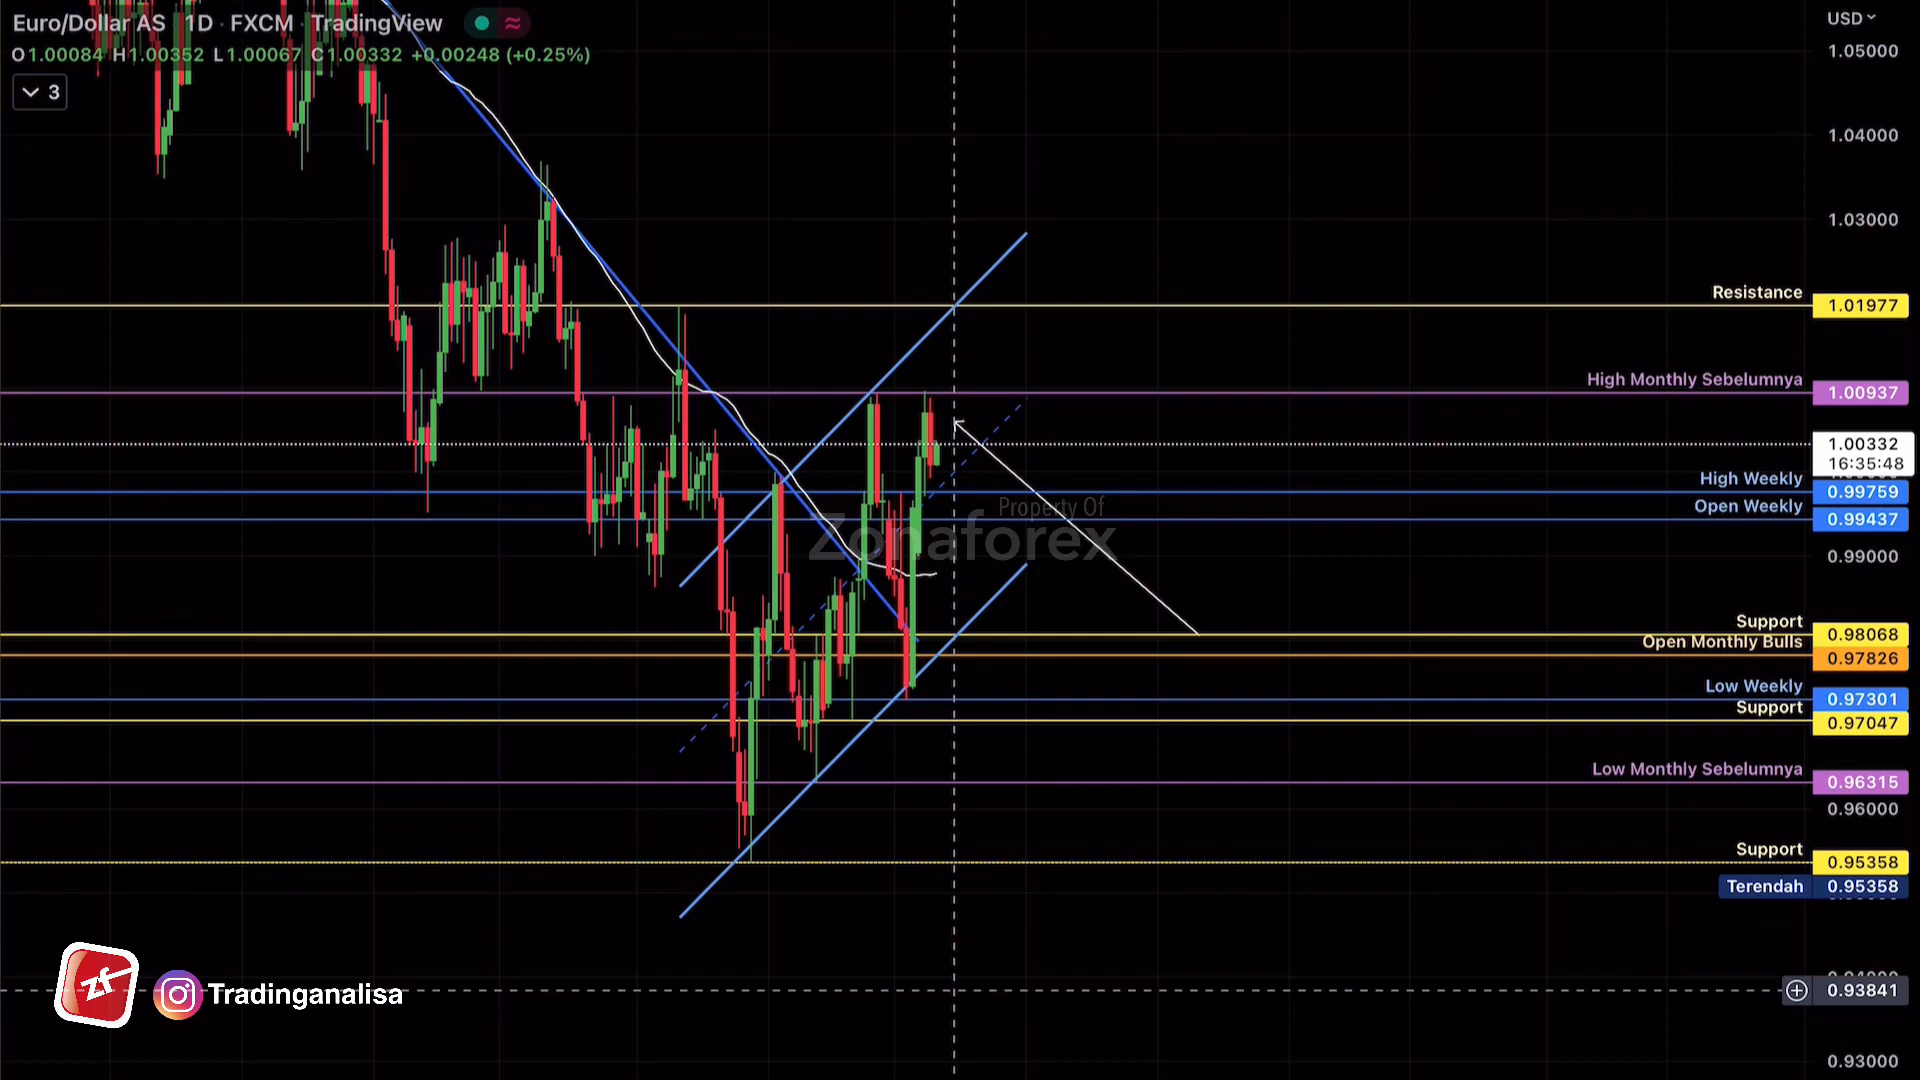 Euro/Dollar AS · 1D · FXCM · TradingView
O1.00084 H1.00352 L1.00067 C1.00332 +0.00248 (+0.25%)
3
USD
1.05000
1.04000
1.03000
Resistance 1.01977
High Monthly Sebelumnya 1.00937
1.00332
16:35:48
High Weekly 0.99759
Open Weekly 0.99437
Property Of
Zonaforex
0.99000
Support 0.98068
Open Monthly Bulls 0.97826
Low Weekly 0.97301
Support 0.97047
Low Monthly Sebelumnya 0.96315
0.96000
Support 0.95358
Terendah 0.95358
0.93841
0.93000
zf
Tradinganalisa